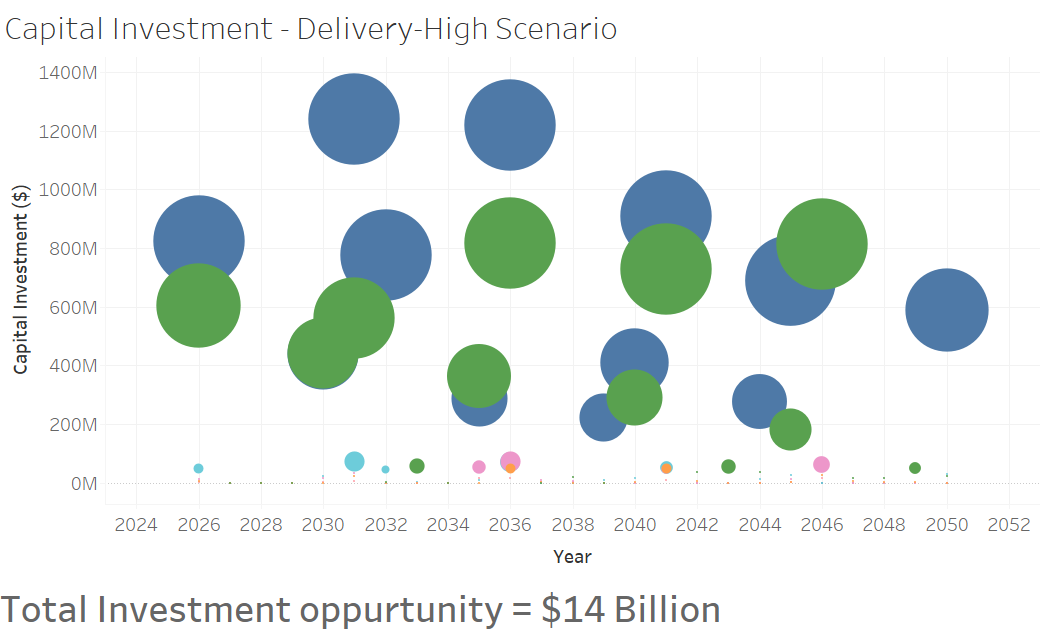 Capital Investment - Delivery-High Scenario
1400M
1200M
1000M
800M
600M
400M
200M
0M
Capital Investment ($)
2024 2026 2028 2030 2032 2034 2036 2038 2040 2042 2044 2046 2048 2050 2052
Year
Total Investment oppurtunity = $14 Billion